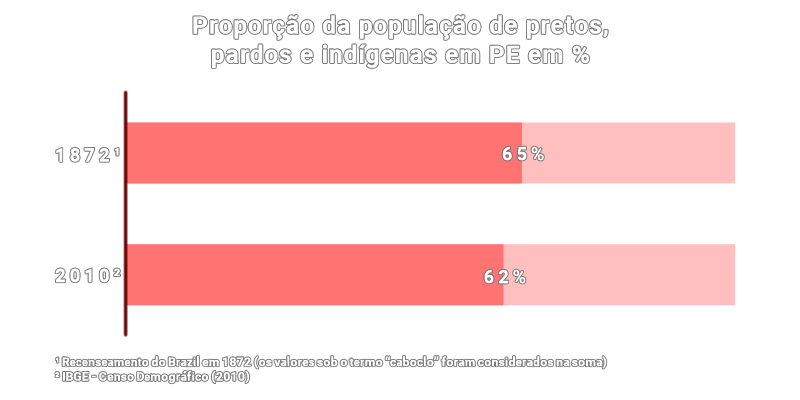 Proporção da população de pretos,
pardos e indígenas em PE em %
1872¹
65%
2010²
62%
¹ Recenseamento do Brazil em 1872 (os valores sob o termo "caboclo" foram considerados na soma)
² IBGE - Censo Demográfico (2010)